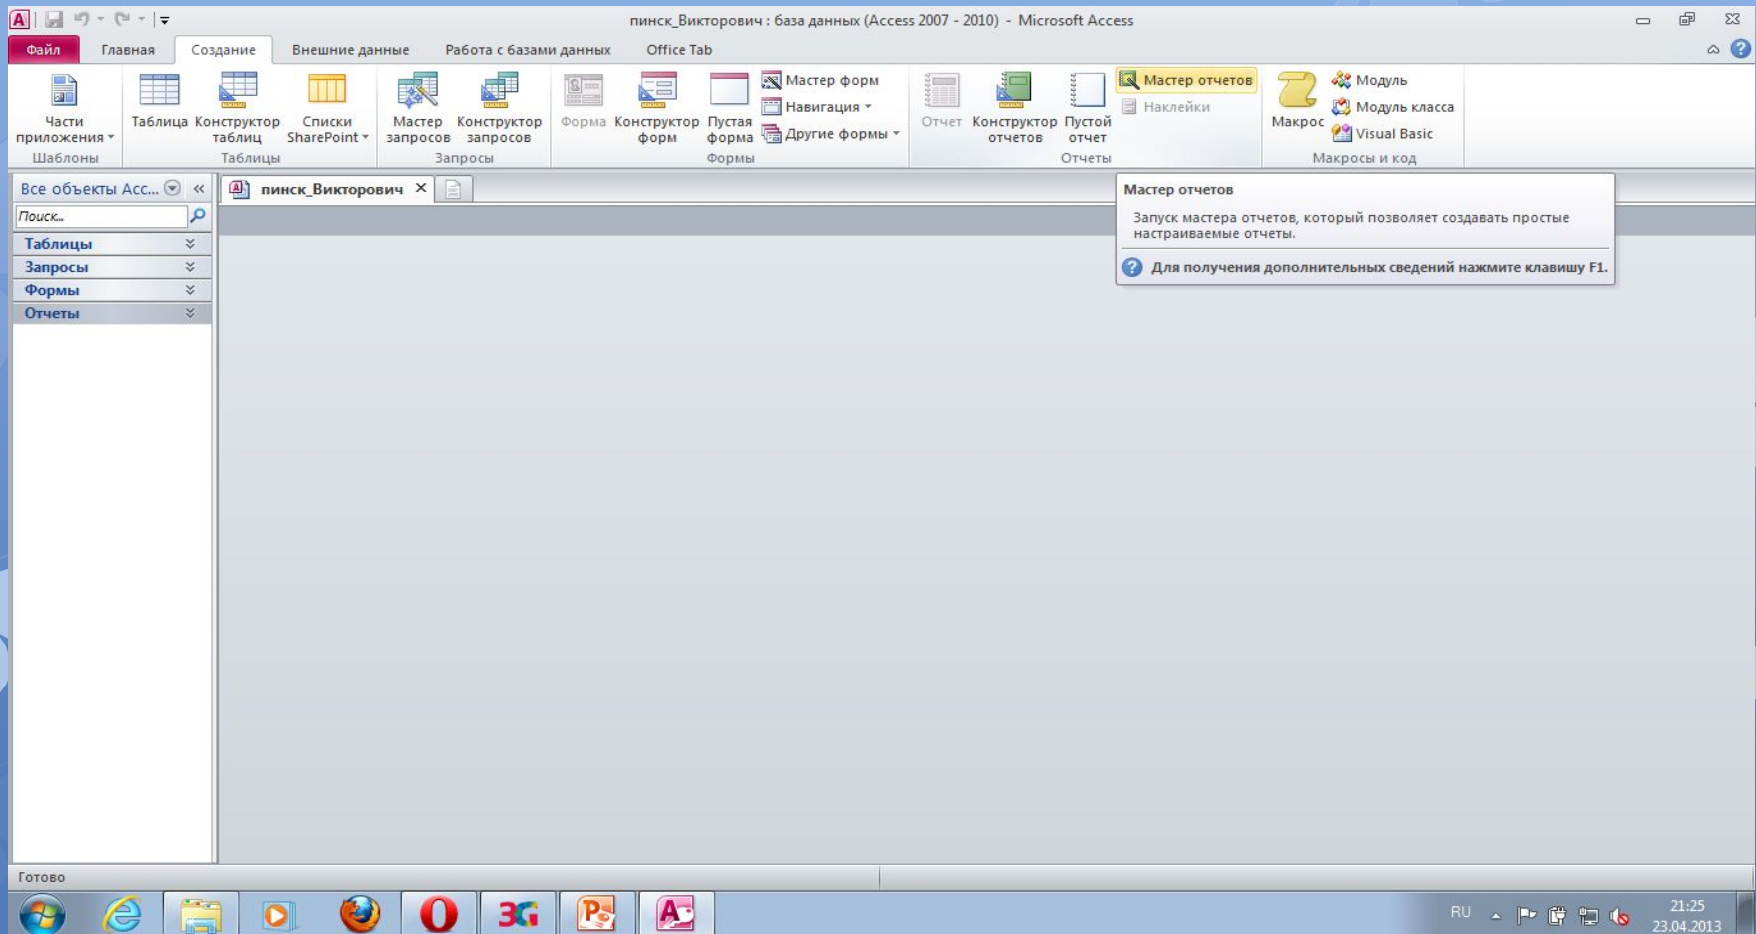 пинск_Викторович : база данных (Access 2007 - 2010) - Microsoft Access
Файл Главная Создание Внешние данные Работа с базами данных Office Tab
Части приложения
Таблица
Конструктор таблиц
Списки SharePoint
Мастер запросов
Конструктор запросов
Форма
Конструктор форм
Пустая форма
Мастер форм
Навигация
Другие формы
Отчет
Конструктор отчетов
Пустой отчет
Мастер отчетов
Наклейки
Макрос
Модуль
Модуль класса
Visual Basic
Шаблоны Таблицы Запросы Формы Отчеты Макросы и код
Все объекты Acc...
пинск_Викторович
Поиск...
Таблицы
Запросы
Формы
Отчеты
Мастер отчетов
Запуск мастера отчетов, который позволяет создавать простые
настраиваемые отчеты.
Для получения дополнительных сведений нажмите клавишу F1.
Готово
3G
RU
21:25
23.04.2013